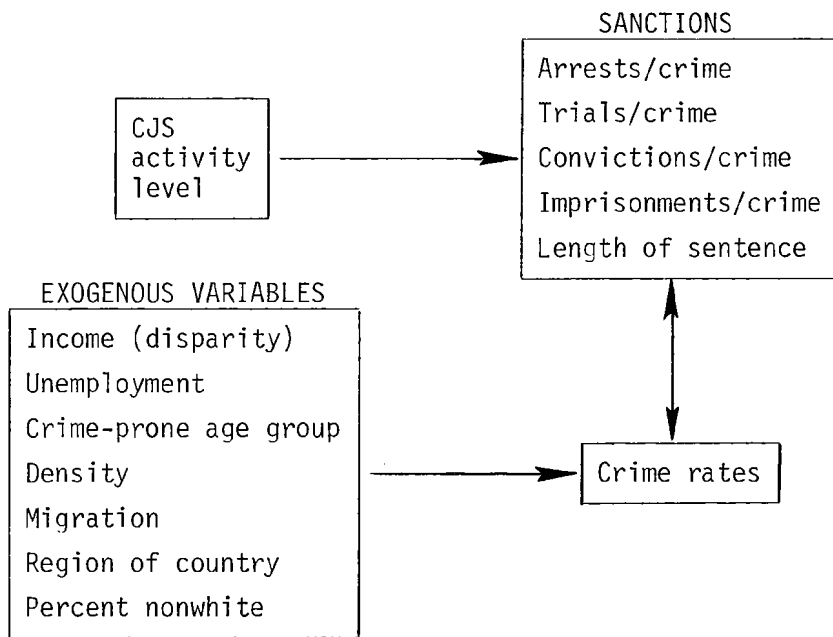 SANCTIONS
Arrests/crime
Trials/crime
Convictions/crime
Imprisonments/crime
Length of sentence
CJS
activity
level
EXOGENOUS VARIABLES
Income (disparity)
Unemployment
Crime-prone age group
Density
Migration
Region of country
Percent nonwhite
Crime rates